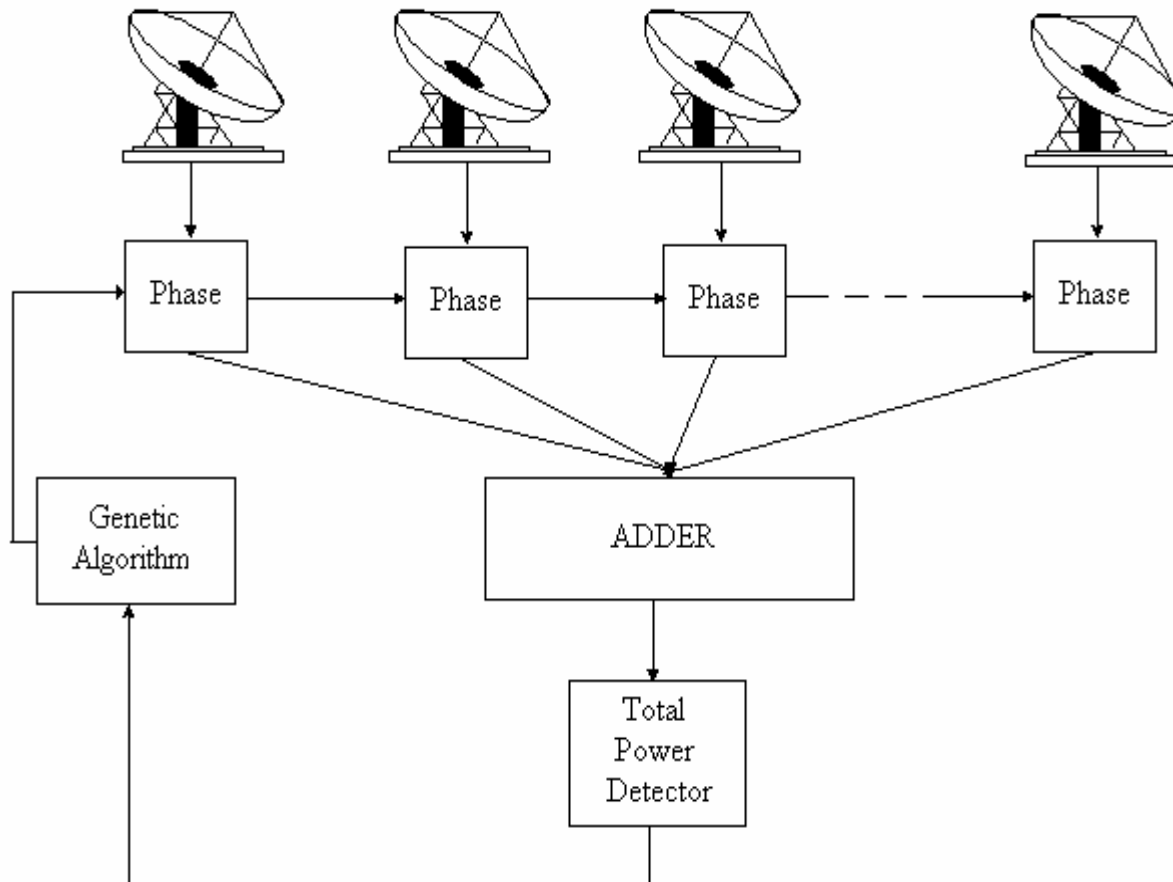 Phase
Phase
Phase
Phase
Genetic
Algorithm
ADDER
Total
Power
Detector